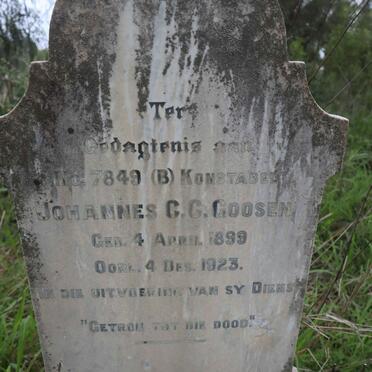 Ter
Gedagtenis aan
No. 7849 (B) Konstabel
Johannes C. C. Goosen
Geb. 4 April 1899
Oorl. 4 Des. 1923.
In die uitvoering van sy Diens
"Getrou tot die dood."